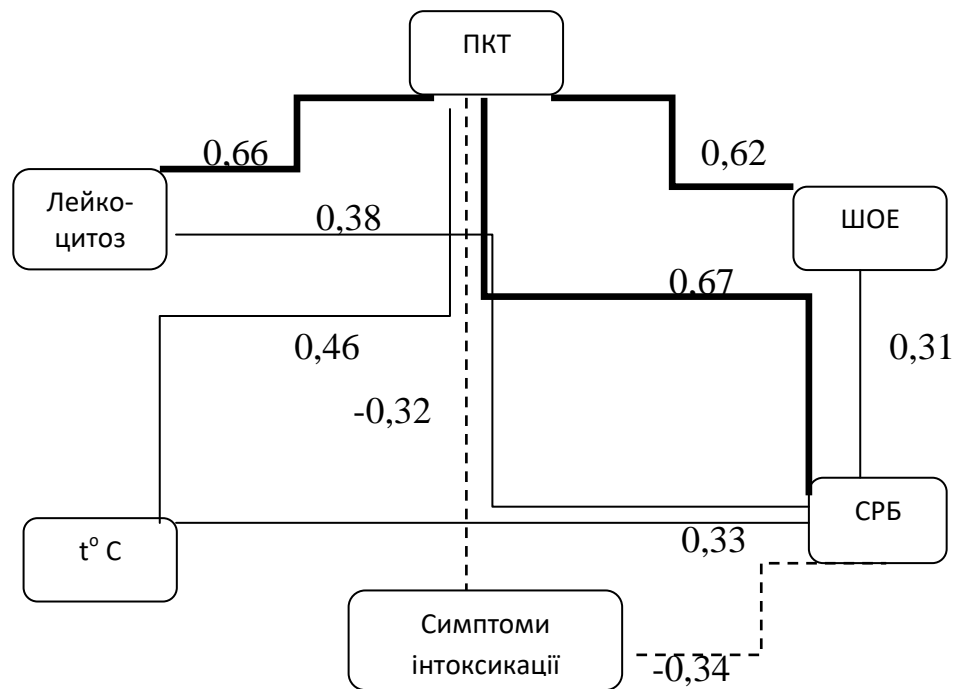 ПКТ
0,66
0,62
Лейко-
цитоз
0,38
ШОЕ
0,67
0,46
0,31
-0,32
t° C
0,33
СРБ
Симптоми
інтоксикації
-0,34